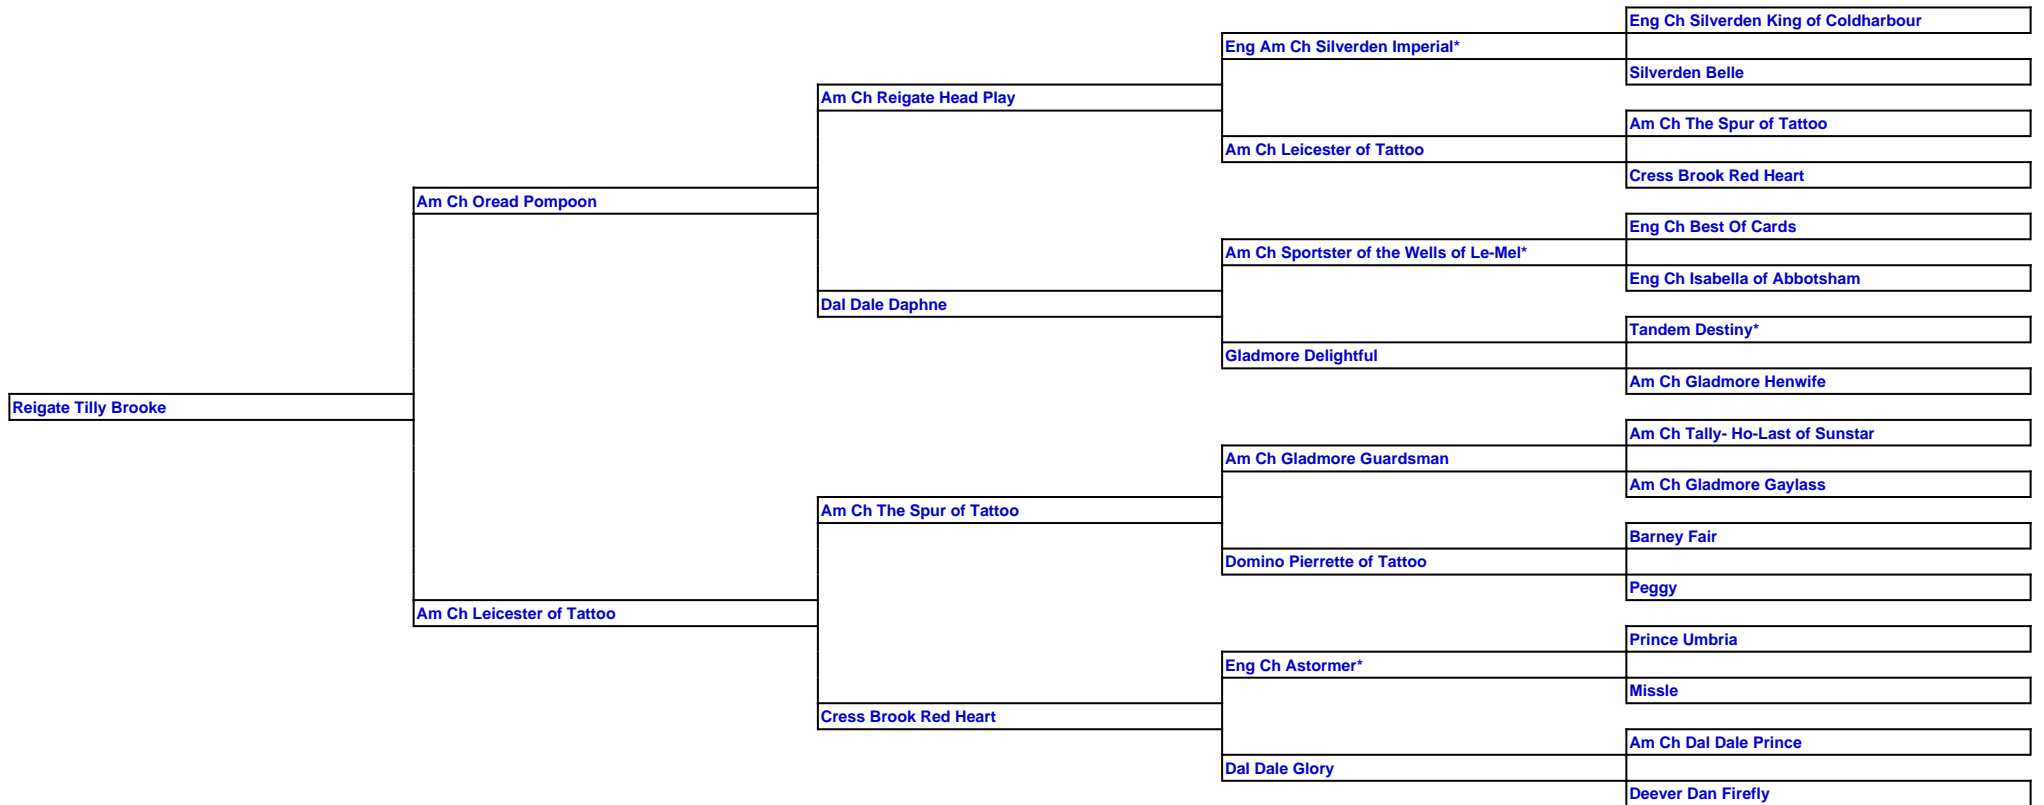 Eng Ch Silverden King of Coldharbour
Eng Am Ch Silverden Imperial*
Silverden Belle
Am Ch Reigate Head Play
Am Ch The Spur of Tattoo
Am Ch Leicester of Tattoo
Cress Brook Red Heart
Am Ch Oread Pompoon
Eng Ch Best Of Cards
Am Ch Sportster of the Wells of Le-Mel*
Eng Ch Isabella of Abbotsham
Dal Dale Daphne
Tandem Destiny*
Gladmore Delightful
Am Ch Gladmore Henwife
Reigate Tilly Brooke
Am Ch Tally- Ho-Last of Sunstar
Am Ch Gladmore Guardsman
Am Ch Gladmore Gaylass
Am Ch The Spur of Tattoo
Barney Fair
Domino Pierrette of Tattoo
Peggy
Am Ch Leicester of Tattoo
Prince Umbria
Eng Ch Astormer*
Missle
Cress Brook Red Heart
Am Ch Dal Dale Prince
Dal Dale Glory
Deever Dan Firefly